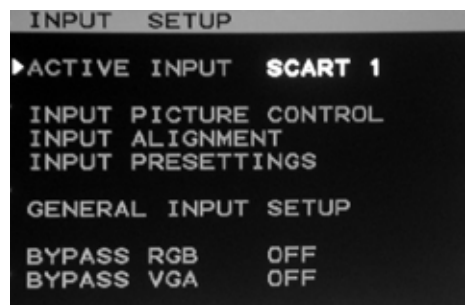 INPUT SETUP
ACTIVE INPUT SCART 1
INPUT PICTURE CONTROL
INPUT ALIGNMENT
INPUT PRESETTINGS
GENERAL INPUT SETUP
BYPASS RGB OFF
BYPASS VGA OFF